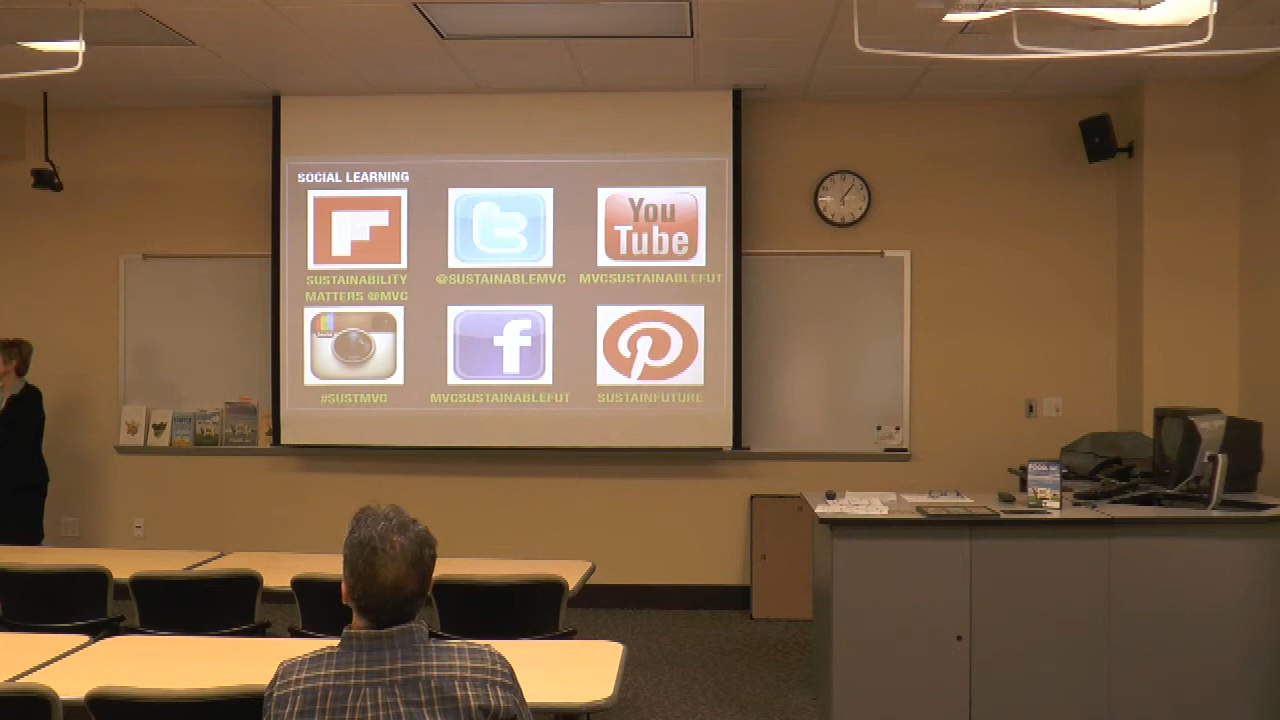 SOCIAL LEARNING
You
Tube
SUSTAINABILITY
MATTERS @MVC
@SUSTAINABLEMVC
MVCSUSTAINABLEFUT
#SUSTMVC
MVCSUSTAINABLEFUT
SUSTAINFUTURE